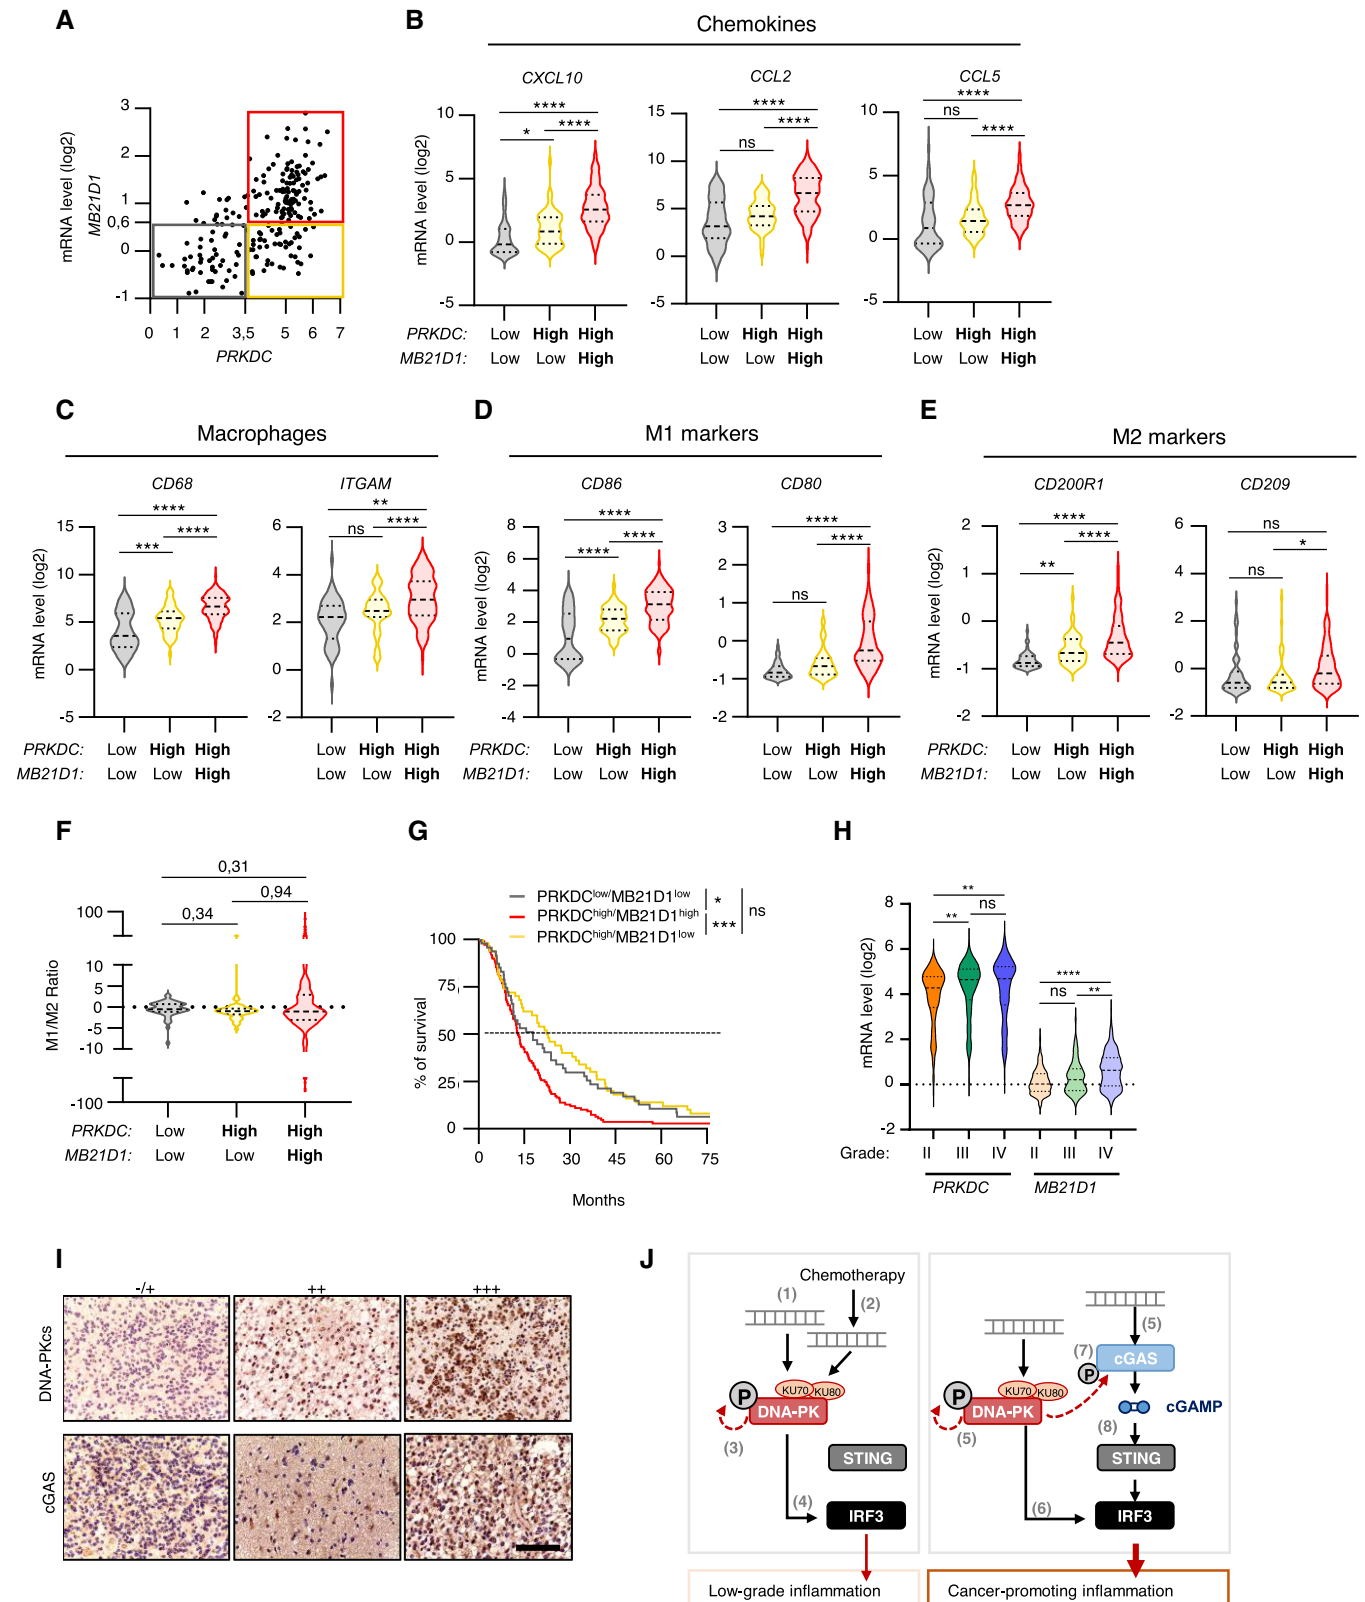 A
mRNA level (log2)
MB21D1
3
2
1
0,6
0
-1
0 1 2 3,5 5 6 7
PRKDC
B
Chemokines
CXCL10
CCL2
CCL5
mRNA level (log2)
10
5
0
-5
****
* ****
15
10
5
0
-5
****
****
ns
10
5
0
-5
****
ns
****
PRKDC: Low High High Low High High Low High High
MB21D1: Low Low High Low Low High Low Low High
C
Macrophages
CD68
ITGAM
mRNA level (log2)
15
10
5
0
-5
****
****
***
6
4
2
0
-2
**
ns ****
PRKDC: Low High High Low High High
MB21D1: Low Low High Low Low High
D
M1 markers
CD86
CD80
mRNA level (log2)
8
6
4
2
0
-2
-4
****
****
****
3
2
1
0
-1
-2
****
****
ns
PRKDC: Low High High Low High High
MB21D1: Low Low High Low Low High
E
M2 markers
CD200R1
CD209
mRNA level (log2)
2
-0
-1
-2
****
****
**
6
4
2
-0
-2
ns
*
ns
PRKDC: Low High High Low High High
MB21D1: Low Low High Low Low High
F
M1/M2 Ratio
0,31
0,94
0,34
100
10
5
0
-5
-10
-100
PRKDC: Low High High
MB21D1: Low Low High
G
PRKDClow/MB21D1low
PRKDChigh/MB21D1high
PRKDChigh/MB21D1low
*
***
ns
% of survival
100
75
50
25
0
0 15 30 45 60 75
Months
H
mRNA level (log2)
8
6
4
2
0
-2
**
** ns
****
ns **
Grade: II III IV II III IV
PRKDC MB21D1
I
-/+ ++ +++
DNA-PKcs
cGAS
J
Chemotherapy
(1)
(2)
KU70 KU80
P
DNA-PK
(3)
STING
(4)
IRF3
Low-grade inflammation
(5)
(7)
cGAS
P
KU70 KU80
P
DNA-PK
cGAMP
(5)
(8)
STING
(6)
IRF3
Cancer-promoting inflammation